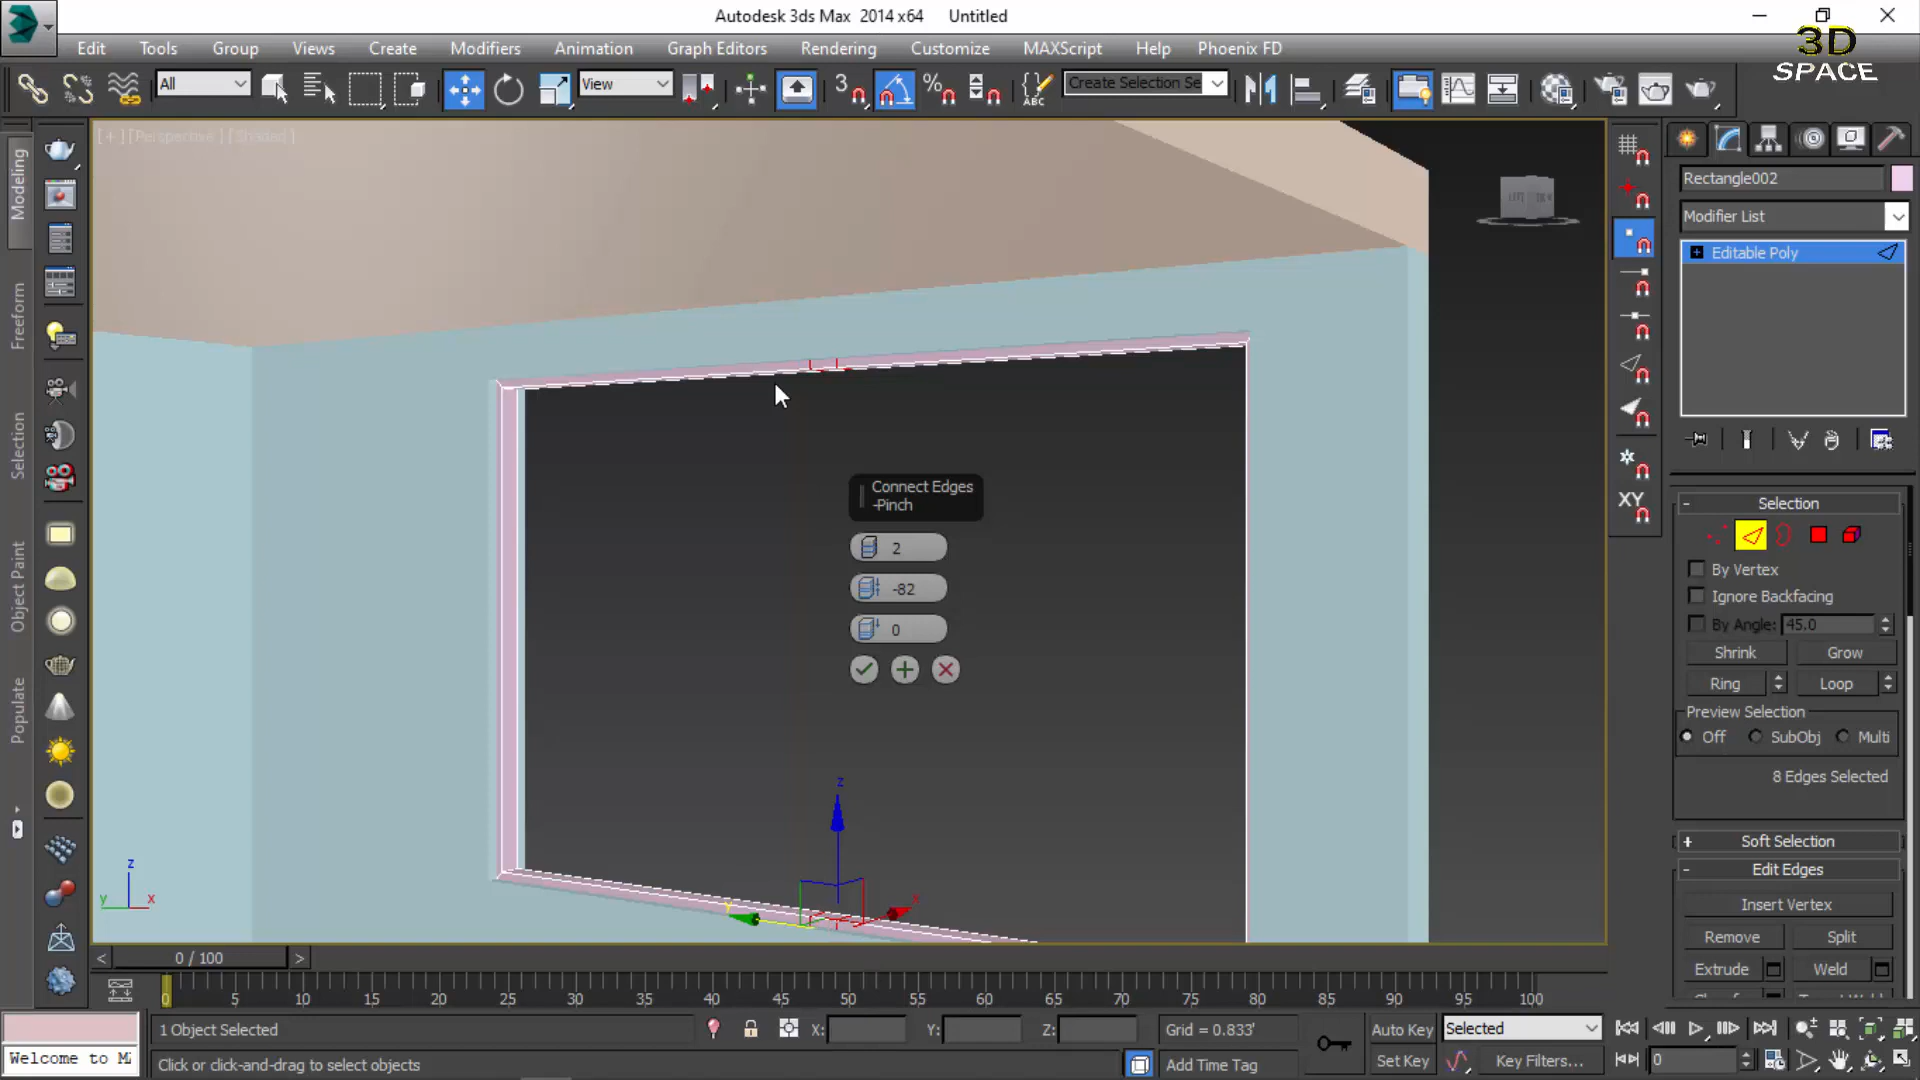 Autodesk 3ds Max 2014 x64 Untitled
3D
SPACE
Edit Tools Group Views Create Modifiers Animation Graph Editors Rendering Customize MAXScript Help Phoenix FD
All
View
3
%
ABC
Create Selection Se
[+][Perspective][Shaded]
Modeling
Freeform
Selection
Object Paint
Populate
Connect Edges
-Pinch
2
-82
0
z
y
x
z
y
x
XY
Rectangle002
Modifier List
Editable Poly
Selection
By Vertex
Ignore Backfacing
By Angle: 45.0
Shrink Grow
Ring Loop
Preview Selection
Off SubObj Multi
8 Edges Selected
Soft Selection
Edit Edges
Insert Vertex
Remove Split
Extrude Weld
< 0 / 100 >
0 5 10 15 20 25 30 35 40 45 50 55 60 65 70 75 80 85 90 95 100
1 Object Selected
X: Y: Z:
Grid = 0.833'
Auto Key Selected
Welcome to
Click or click-and-drag to select objects
Add Time Tag
Set Key Key Filters...
0